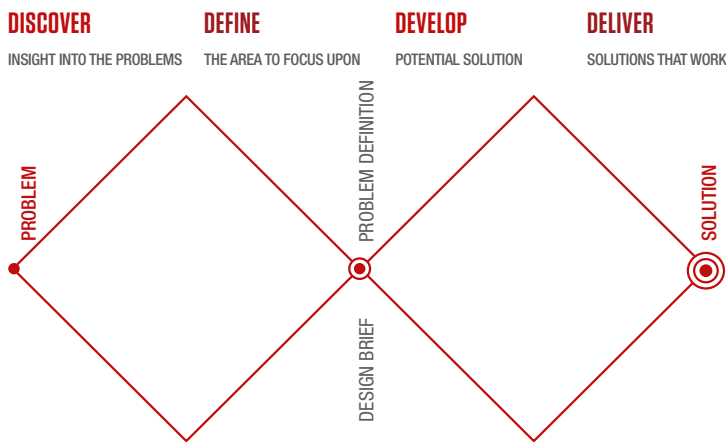 DISCOVER
DEFINE
DEVELOP
DELIVER
INSIGHT INTO THE PROBLEMS
THE AREA TO FOCUS UPON
POTENTIAL SOLUTION
SOLUTIONS THAT WORK
PROBLEM
PROBLEM DEFINITION
SOLUTION
DESIGN BRIEF